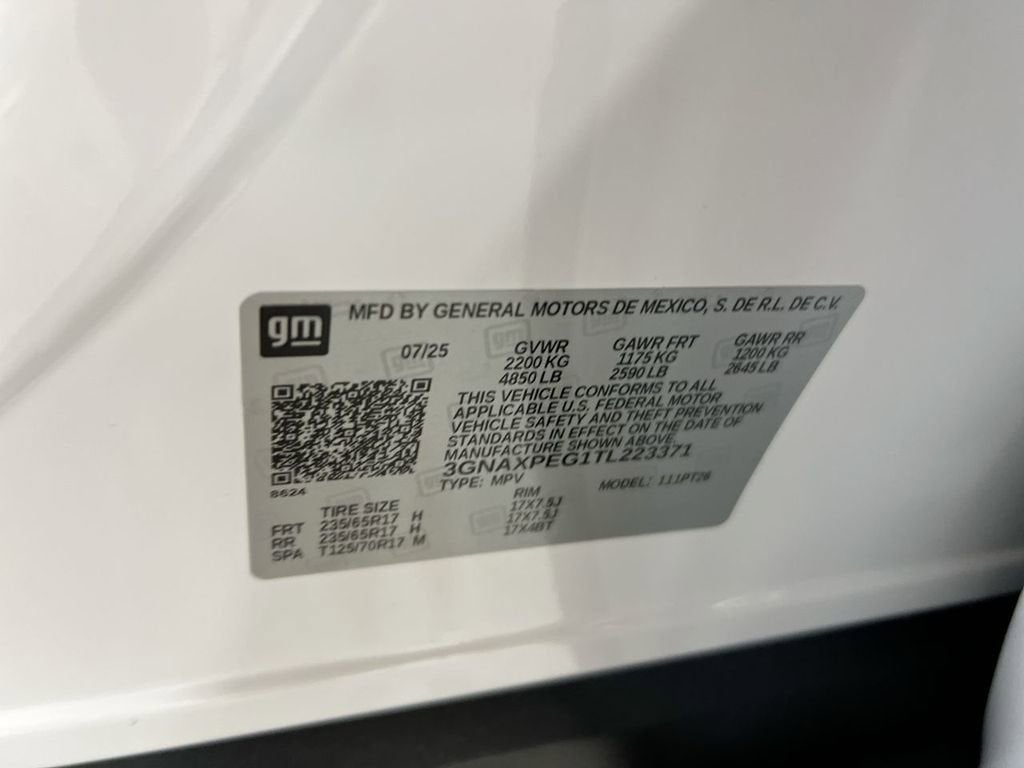 gm
MFD BY GENERAL MOTORS DE MEXICO, S. DE R.L. DE C.V.
07/25 GVWR GAWR FRT GAWR RR
2200 KG 1175 KG 1200 KG
4850 LB 2590 LB 2645 LB
THIS VEHICLE CONFORMS TO ALL
APPLICABLE U.S. FEDERAL MOTOR
VEHICLE SAFETY AND THEFT PREVENTION
STANDARDS IN EFFECT ON THE DATE OF
MANUFACTURE SHOWN ABOVE.
3GNAXPEG1TL223371
TYPE: MPV MODEL: 111PT26
8624
TIRE SIZE RIM
FRT 235/65R17 H 17X7.5J
RR 235/65R17 H 17X7.5J
SPA T125/70R17 M 17X4BT